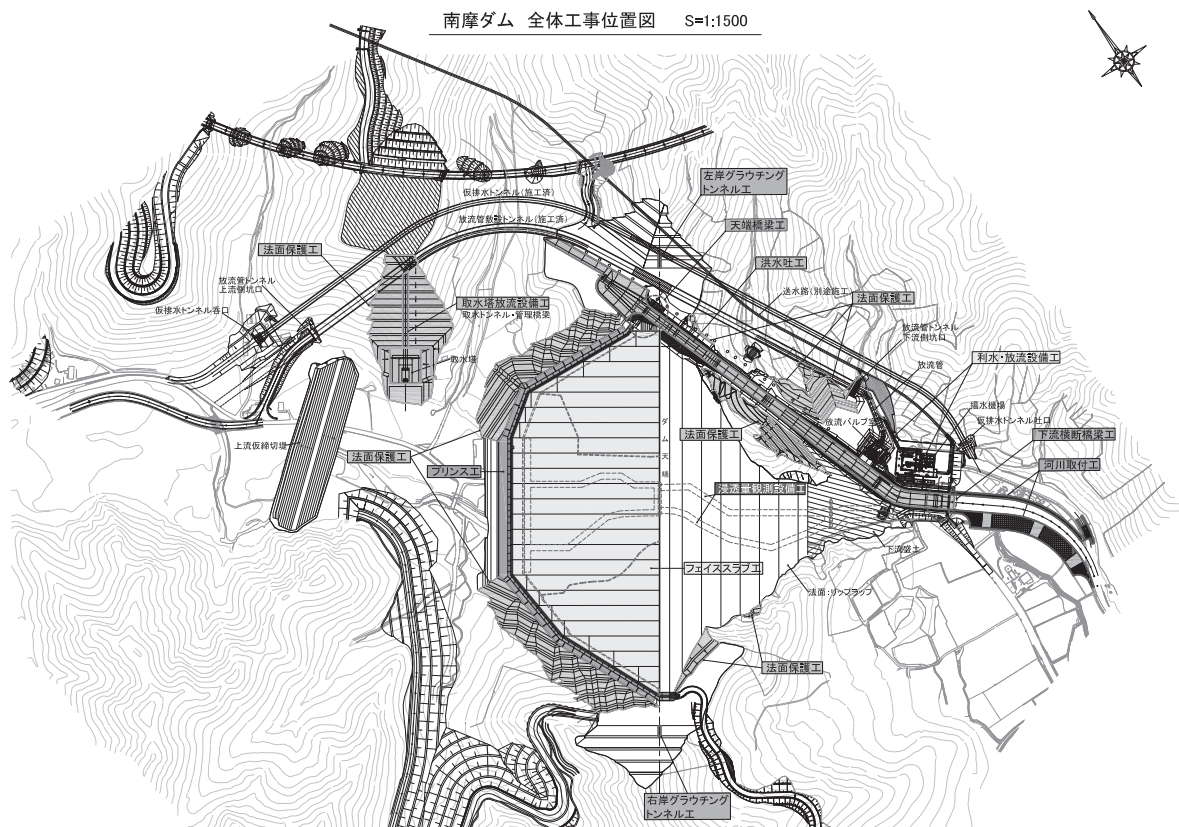 南摩ダム 全体工事位置図 S=1:1500
左岸グラウチング
トンネル工
仮排水トンネル(施工済)
放流管敷設トンネル(施工済)
天端橋梁工
法面保護工
洪水吐工
放流管トンネル
上流側坑口
送水路(別途施工)
法面保護工
取水塔放流設備工
取水トンネル・管理橋梁
仮排水トンネル呑口
放流管トンネル
下流側坑口
取水塔
放流管
利水・放流設備工
揚水機場
仮排水トンネル吐口
放流バルブ室
下流横断橋梁工
上流仮締切堤
法面保護工
プリンス工
ダム天端
法面保護工
河川取付工
浸透量観測設備工
下流盛土
フェイススラブ工
法面:リップラップ
法面保護工
右岸グラウチング
トンネル工